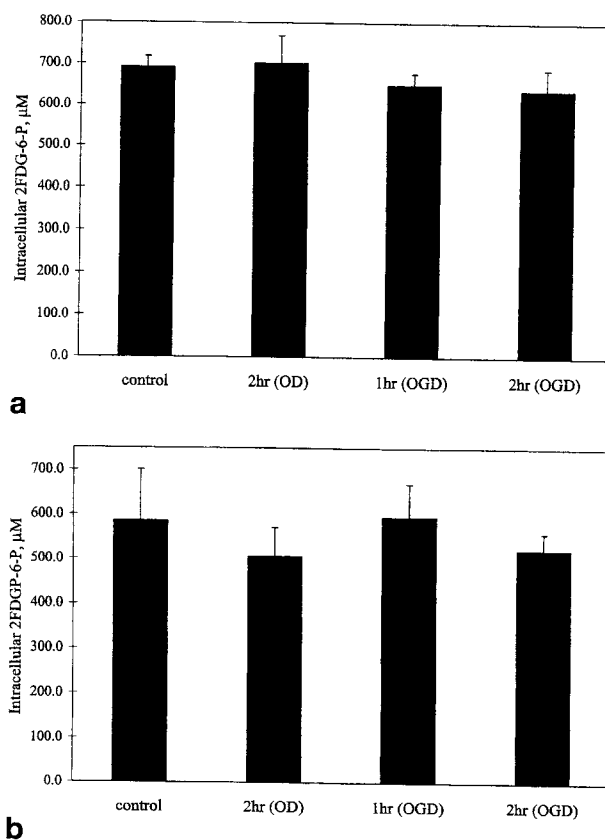 800.0
700.0
600.0
500.0
400.0
300.0
200.0
100.0
0.0
Intracellular 2FDG-6-P, μM
control 2hr (OD) 1hr (OGD) 2hr (OGD)
a
700.0
600.0
500.0
400.0
300.0
200.0
100.0
0.0
Intracellular 2FDGP-6-P, μM
control 2hr (OD) 1hr (OGD) 2hr (OGD)
b